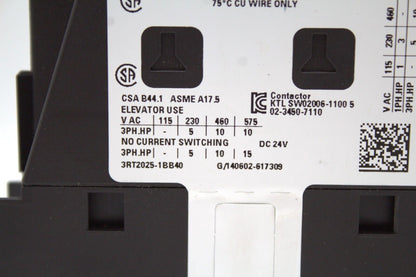 75°C CU WIRE ONLY
SA
SA
CSA B44.1 ASME A17.5
ELEVATOR USE
V AC 115 230 460 575
3PH.HP - 5 10 10
NO CURRENT SWITCHING
3PH.HP - 5 10 15
3RT2025-1BB40
Contactor
KTL SW02006-1100 5
02-3450-7110
DC 24V
G/140602-617309
V AC 115 230 460
1PH.HP 1 3
3PH.HP - 5